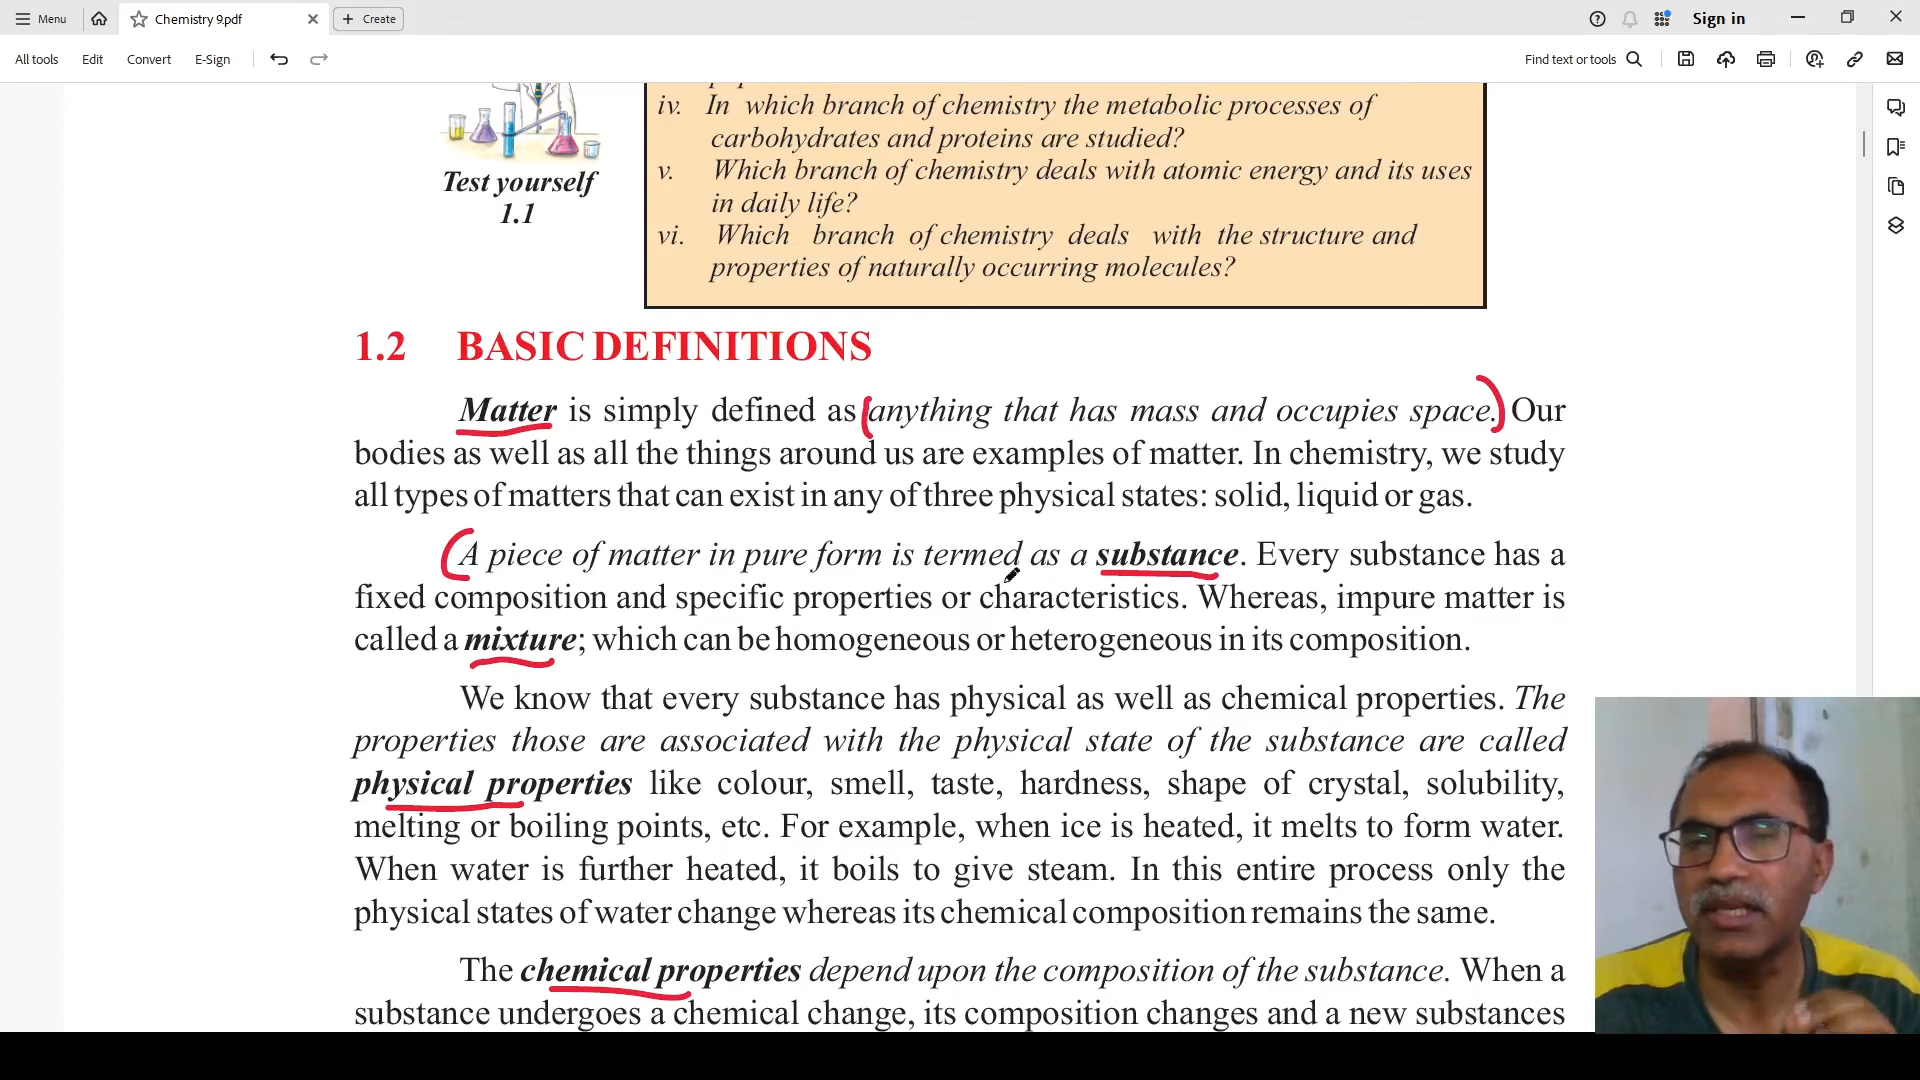 Menu
Chemistry 9.pdf
Create
Sign in
All tools
Edit
Convert
E-Sign
Find text or tools
iv. In which branch of chemistry the metabolic processes of
carbohydrates and proteins are studied?
v. Which branch of chemistry deals with atomic energy and its uses
in daily life?
vi. Which branch of chemistry deals with the structure and
properties of naturally occurring molecules?
Test yourself
1.1
1.2 BASIC DEFINITIONS
Matter is simply defined as anything that has mass and occupies space. Our
bodies as well as all the things around us are examples of matter. In chemistry, we study
all types of matters that can exist in any of three physical states: solid, liquid or gas.
A piece of matter in pure form is termed as a substance. Every substance has a
fixed composition and specific properties or characteristics. Whereas, impure matter is
called a mixture; which can be homogeneous or heterogeneous in its composition.
We know that every substance has physical as well as chemical properties. The
properties those are associated with the physical state of the substance are called
physical properties like colour, smell, taste, hardness, shape of crystal, solubility,
melting or boiling points, etc. For example, when ice is heated, it melts to form water.
When water is further heated, it boils to give steam. In this entire process only the
physical states of water change whereas its chemical composition remains the same.
The chemical properties depend upon the composition of the substance. When a
substance undergoes a chemical change, its composition changes and a new substances